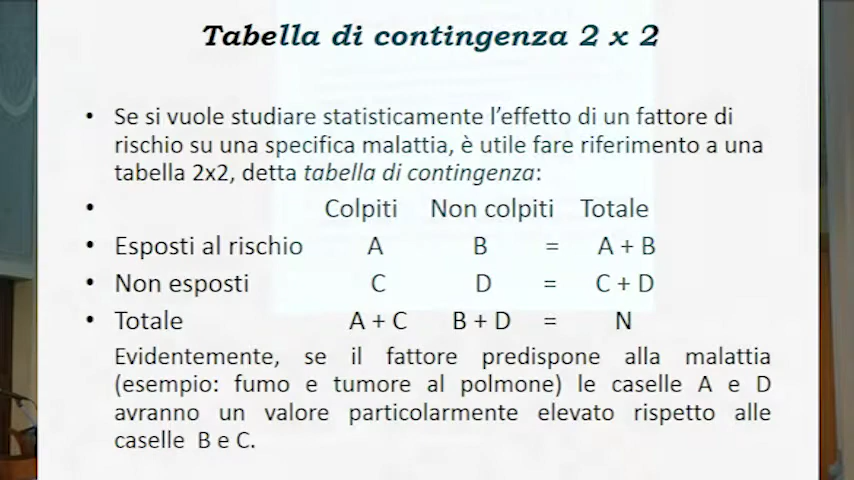 Tabella di contingenza 2 x 2
• Se si vuole studiare statisticamente l'effetto di un fattore di
rischio su una specifica malattia, è utile fare riferimento a una
tabella 2x2, detta tabella di contingenza:
• Colpiti Non colpiti Totale
• Esposti al rischio A B = A + B
• Non esposti C D = C + D
• Totale A + C B + D = N
Evidentemente, se il fattore predispone alla malattia
(esempio: fumo e tumore al polmone) le caselle A e D
avranno un valore particolarmente elevato rispetto alle
caselle B e C.